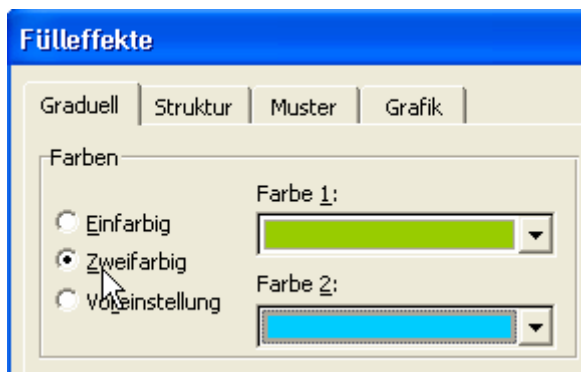 Fülleffekte
Graduell Struktur Muster Grafik
Farben
Einfarbig
Zweifarbig
Voreinstellung
Farbe 1:
Farbe 2: